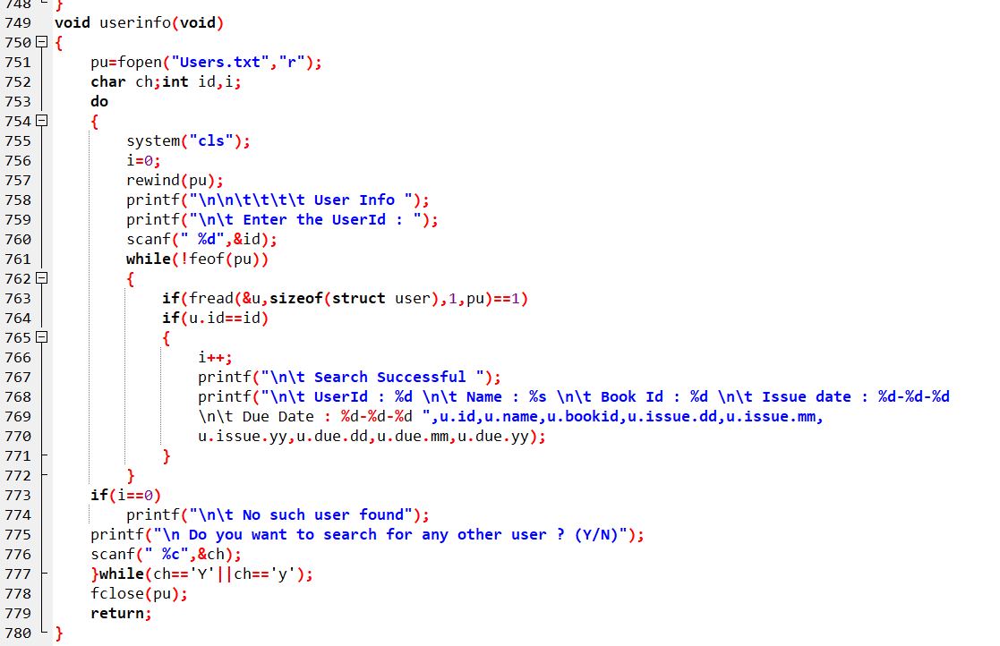 748 }
749 void userinfo(void)
750 {
751 pu=fopen("Users.txt","r");
752 char ch;int id,i;
753 do
754 {
755 system("cls");
756 i=0;
757 rewind(pu);
758 printf("\n\n\t\t\t\t User Info ");
759 printf("\n\t Enter the UserId : ");
760 scanf(" %d",&id);
761 while(!feof(pu))
762 {
763 if(fread(&u,sizeof(struct user),1,pu)==1)
764 if(u.id==id)
765 {
766 i++;
767 printf("\n\t Search Successful ");
768 printf("\n\t UserId : %d \n\t Name : %s \n\t Book Id : %d \n\t Issue date : %d-%d-%d
769 \n\t Due Date : %d-%d-%d ",u.id,u.name,u.bookid,u.issue.dd,u.issue.mm,
770 u.issue.yy,u.due.dd,u.due.mm,u.due.yy);
771 }
772 }
773 if(i==0)
774 printf("\n\t No such user found");
775 printf("\n Do you want to search for any other user ? (Y/N)");
776 scanf(" %c",&ch);
777 }while(ch=='Y'||ch=='y');
778 fclose(pu);
779 return;
780 }